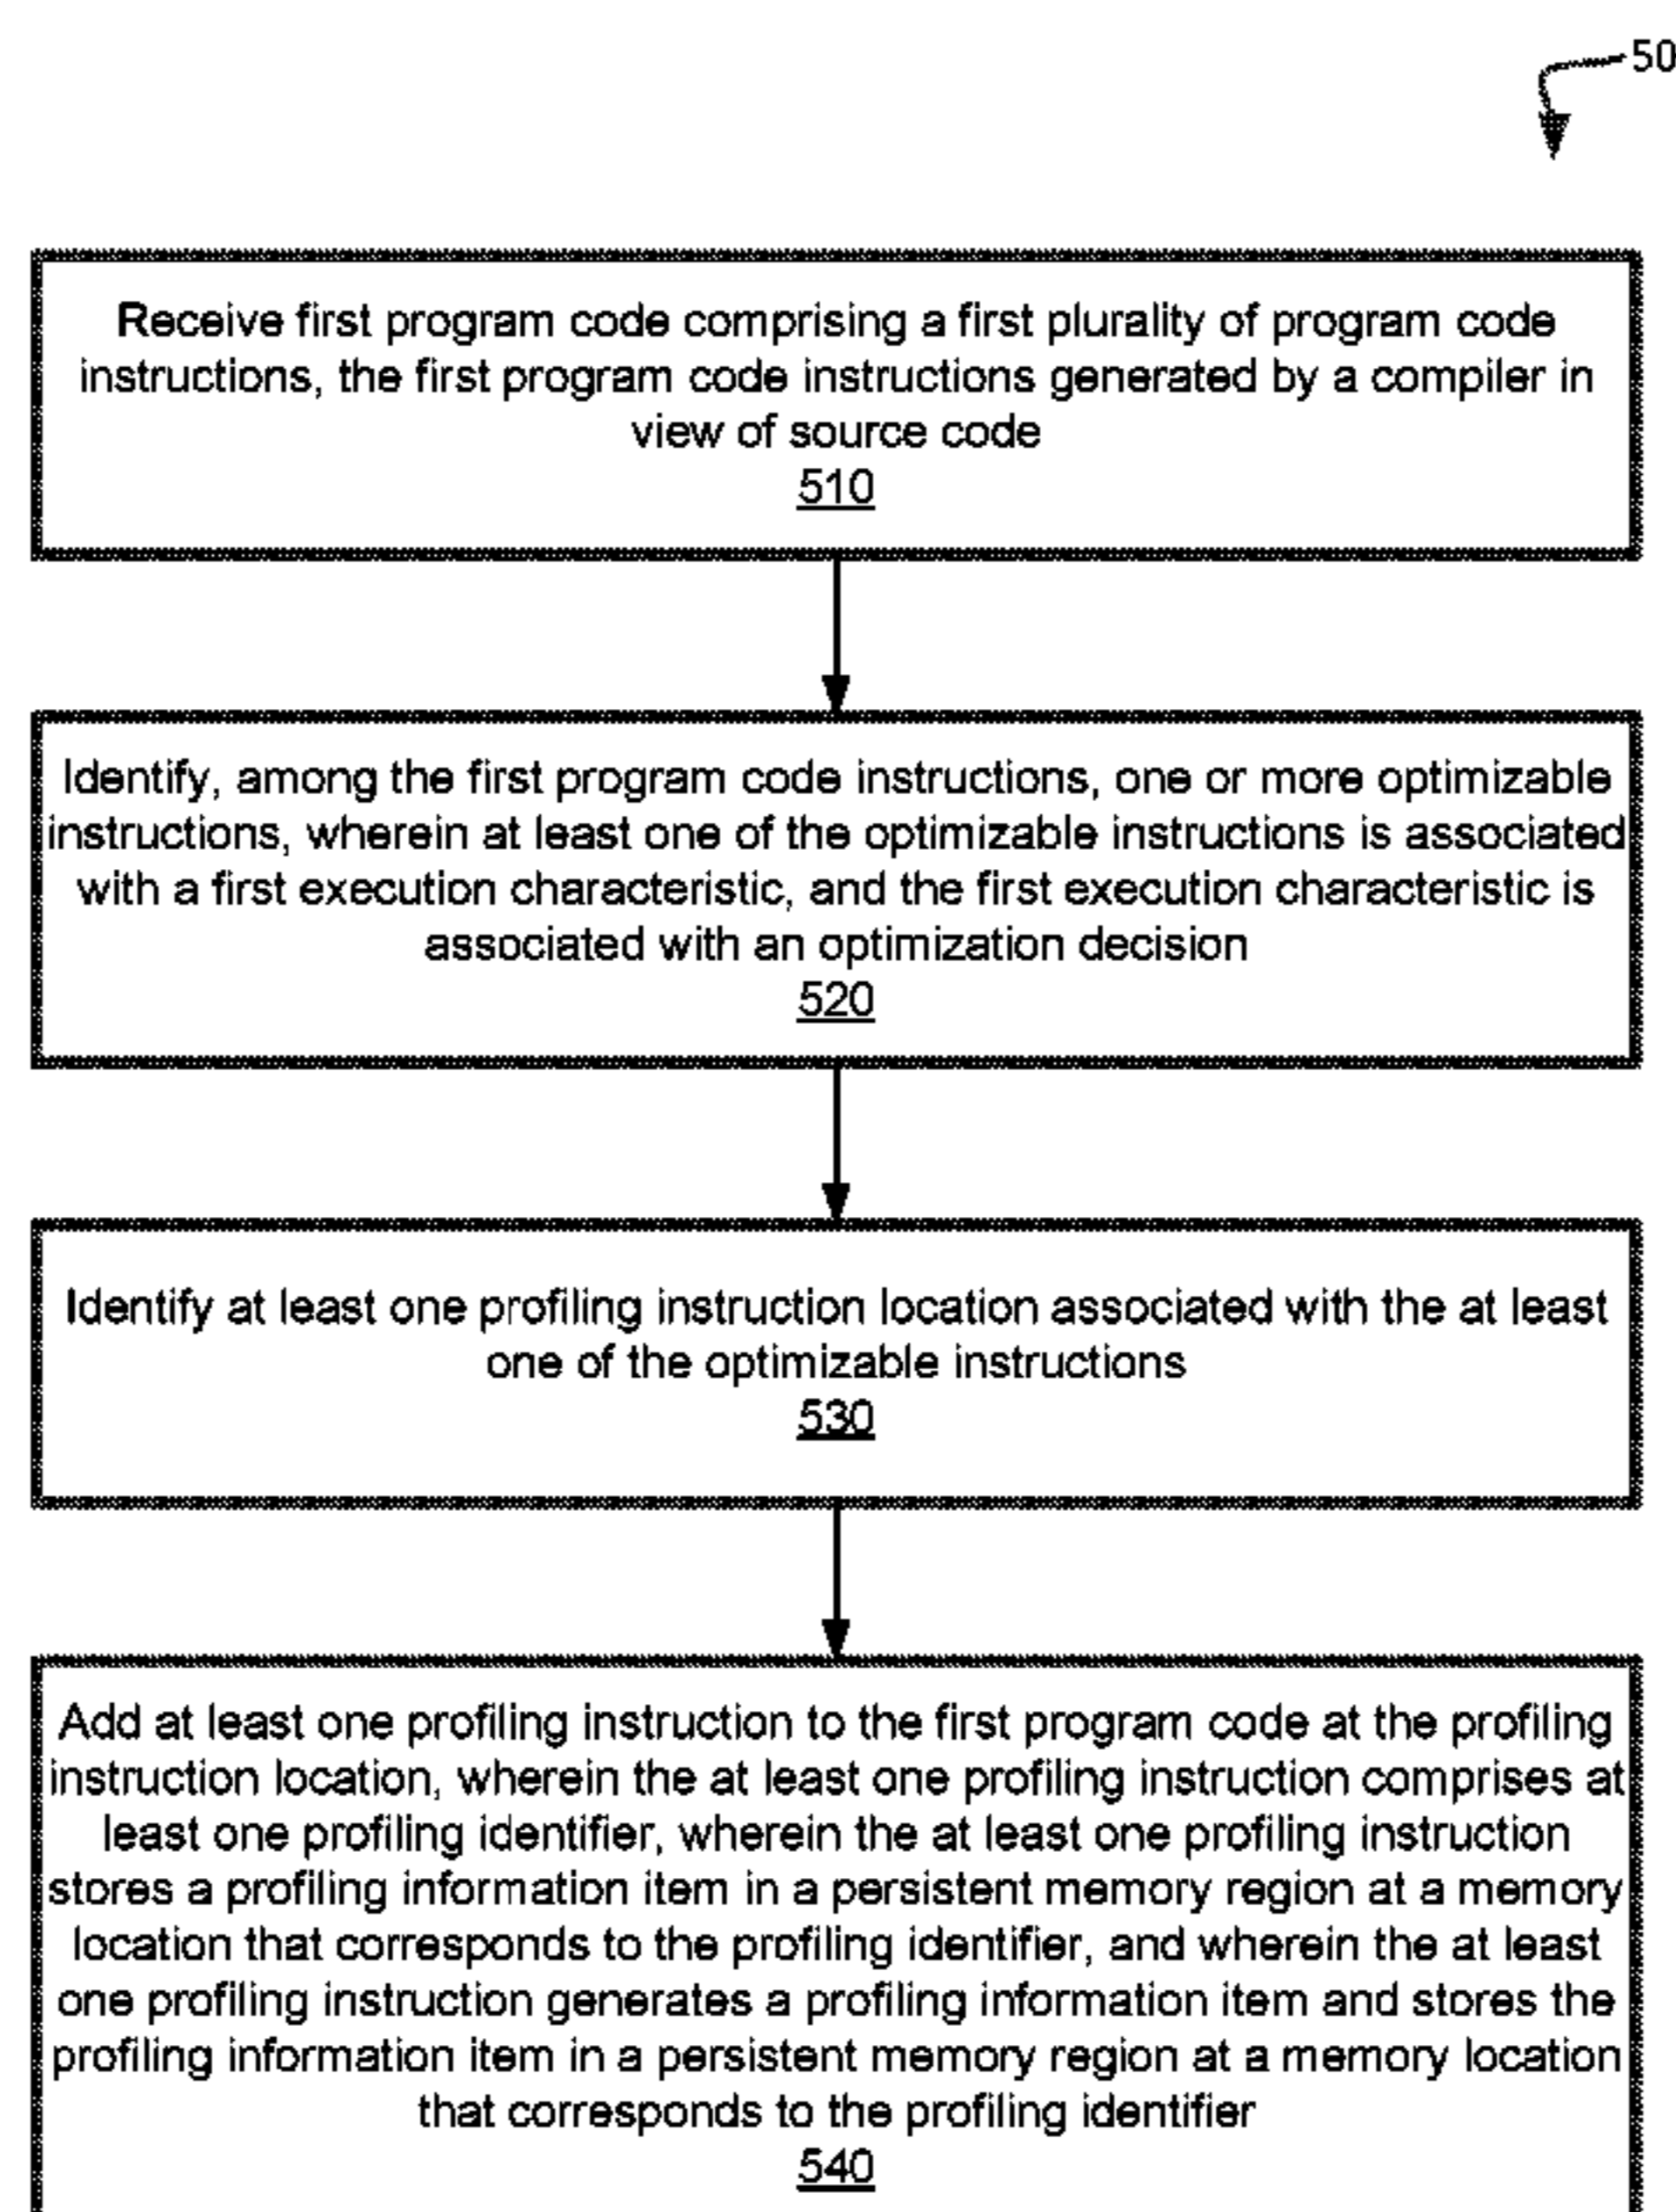 50
Receive first program code comprising a first plurality of program code
instructions, the first program code instructions generated by a compiler in
view of source code
510
Identify, among the first program code instructions, one or more optimizable
instructions, wherein at least one of the optimizable instructions is associated
with a first execution characteristic, and the first execution characteristic is
associated with an optimization decision
520
Identify at least one profiling instruction location associated with the at least
one of the optimizable instructions
530
Add at least one profiling instruction to the first program code at the profiling
instruction location, wherein the at least one profiling instruction comprises at
least one profiling identifier, wherein the at least one profiling instruction
stores a profiling information item in a persistent memory region at a memory
location that corresponds to the profiling identifier, and wherein the at least
one profiling instruction generates a profiling information item and stores the
profiling information item in a persistent memory region at a memory location
that corresponds to the profiling identifier
540